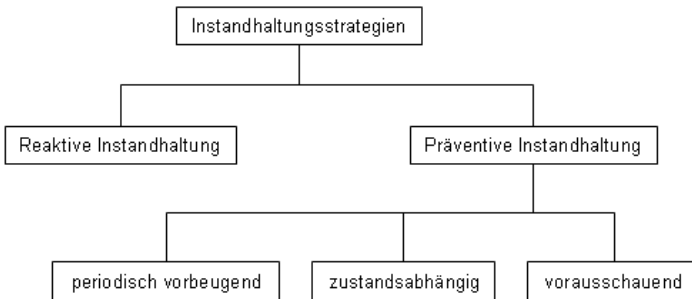 Instandhaltungsstrategien
Reaktive Instandhaltung
Präventive Instandhaltung
periodisch vorbeugend
zustandsabhängig
vorausschauend